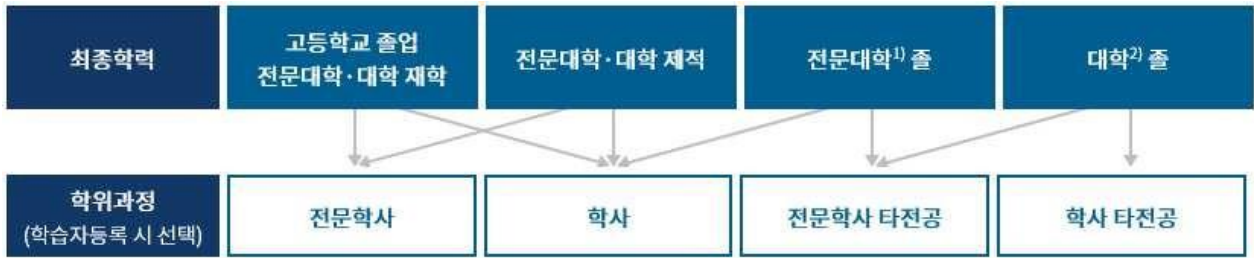 최종학력
고등학교 졸업
전문대학·대학 재학
전문대학·대학 제적
전문대학1) 졸
대학2) 졸
학위과정
(학습자등록 시 선택)
전문학사
학사
전문학사 타전공
학사 타전공